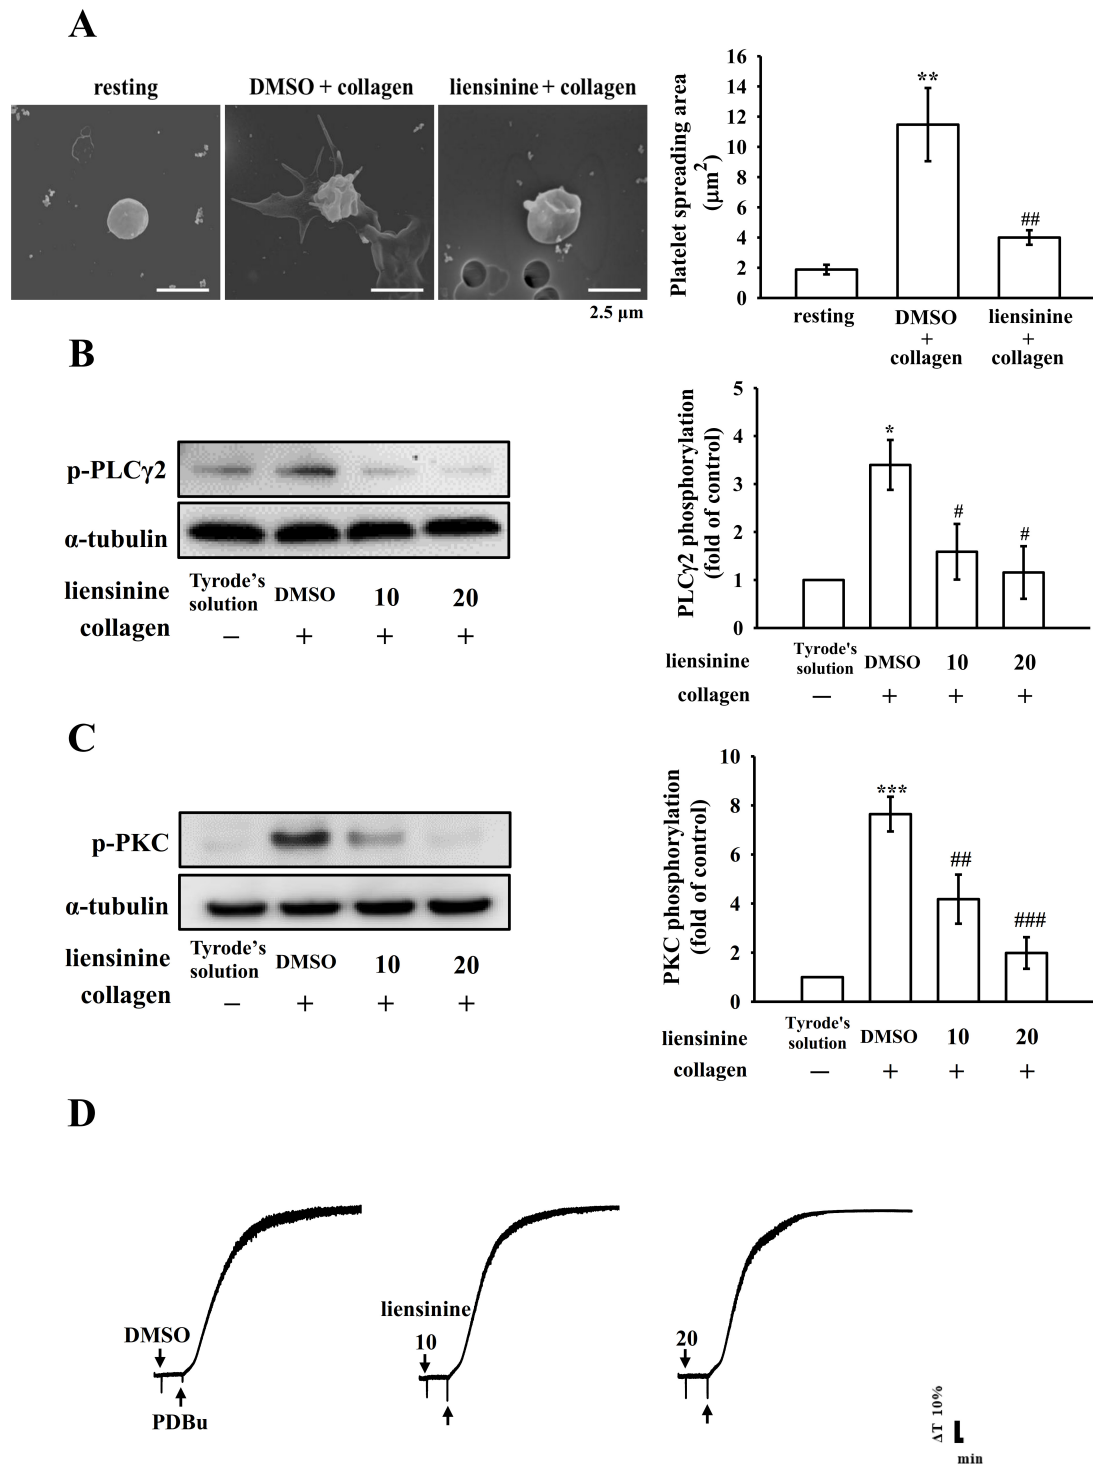 A
resting
DMSO + collagen
liensinine + collagen
2.5 μm
Platelet spreading area
(μm²)
16
14
12
10
8
6
4
2
0
**
##
resting
DMSO
+
collagen
liensinine
+
collagen
B
p-PLCγ2
α-tubulin
liensinine
Tyrode's
solution
DMSO
10
20
collagen
– + + +
PLCγ2 phosphorylation
(fold of control)
5
4
3
2
1
0
*
#
#
liensinine
Tyrode's
solution
DMSO
10
20
collagen
– + + +
C
p-PKC
α-tubulin
liensinine
Tyrode's
solution
DMSO
10
20
collagen
– + + +
PKC phosphorylation
(fold of control)
10
8
6
4
2
0
***
##
###
liensinine
Tyrode's
solution
DMSO
10
20
collagen
– + + +
D
DMSO
PDBu
liensinine
10
20
ΔT 10%
min